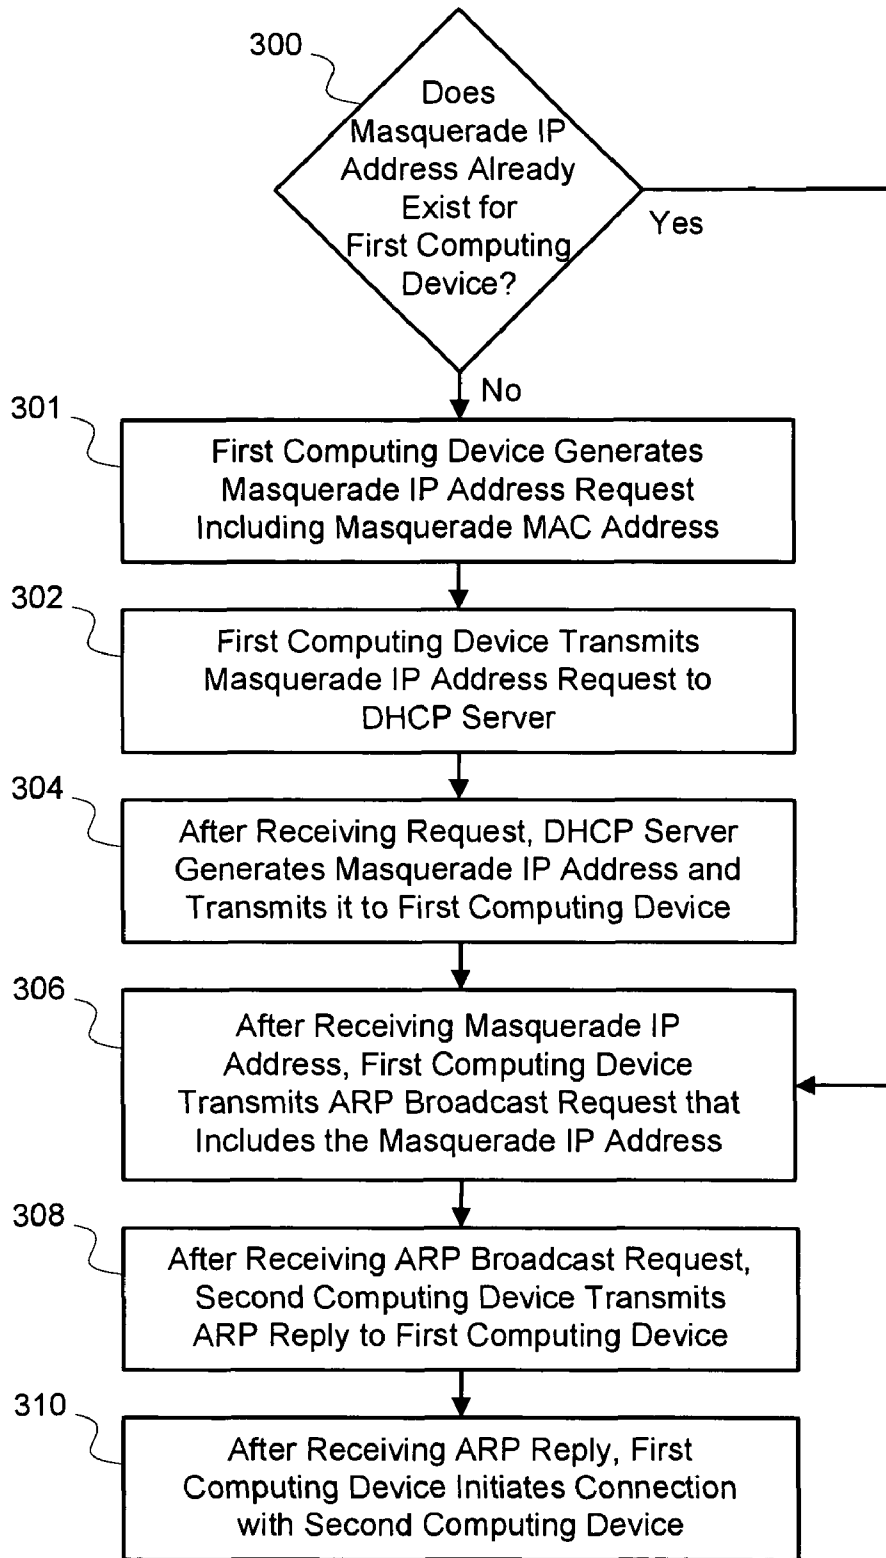 300
Does
Masquerade IP
Address Already
Exist for
First Computing
Device?
Yes
No
301
First Computing Device Generates
Masquerade IP Address Request
Including Masquerade MAC Address
302
First Computing Device Transmits
Masquerade IP Address Request to
DHCP Server
304
After Receiving Request, DHCP Server
Generates Masquerade IP Address and
Transmits it to First Computing Device
306
After Receiving Masquerade IP
Address, First Computing Device
Transmits ARP Broadcast Request that
Includes the Masquerade IP Address
308
After Receiving ARP Broadcast Request,
Second Computing Device Transmits
ARP Reply to First Computing Device
310
After Receiving ARP Reply, First
Computing Device Initiates Connection
with Second Computing Device